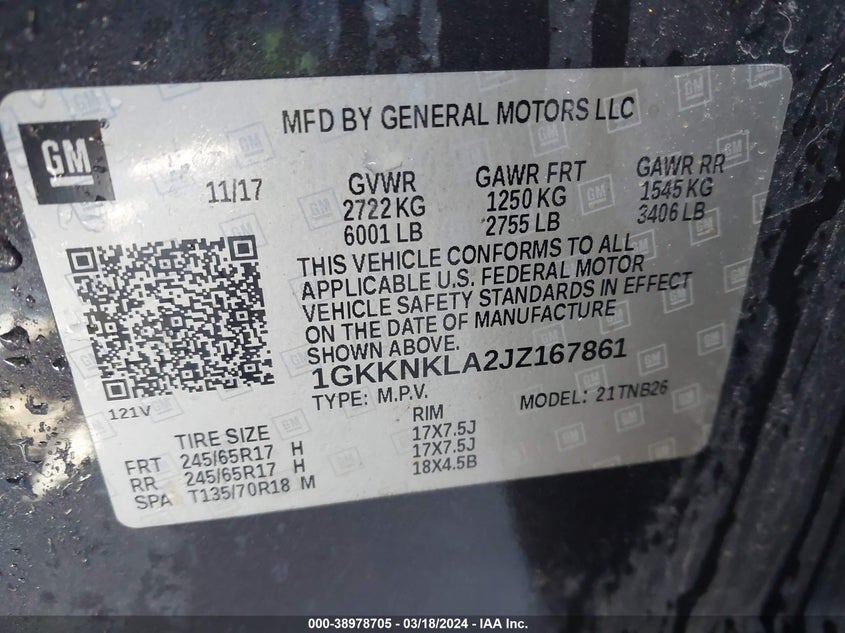 GM
MFD BY GENERAL MOTORS LLC
11/17
GVWR
2722 KG
6001 LB
GAWR FRT
1250 KG
2755 LB
GAWR RR
1545 KG
3406 LB
THIS VEHICLE CONFORMS TO ALL
APPLICABLE U.S. FEDERAL MOTOR
VEHICLE SAFETY STANDARDS IN EFFECT
ON THE DATE OF MANUFACTURE
SHOWN ABOVE.
1GKKNKLA2JZ167861
TYPE: M.P.V. MODEL: 21TNB26
121V
TIRE SIZE RIM
FRT 245/65R17 H 17X7.5J
RR 245/65R17 H 17X7.5J
SPA T135/70R18 M 18X4.5B
000-38978705 - 03/18/2024 - IAA Inc.